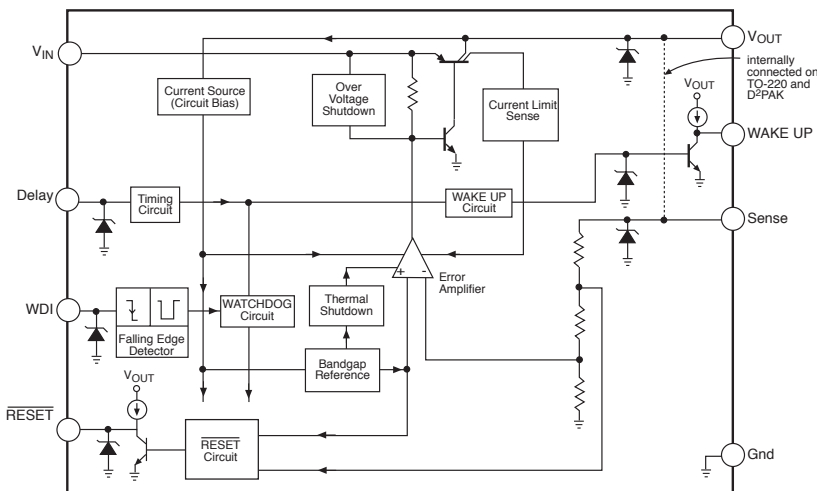 VIN
VOUT
Current Source
(Circuit Bias)
Over
Voltage
Shutdown
Current Limit
Sense
internally
connected on
TO-220 and
D2PAK
VOUT
WAKE UP
Delay
Timing
Circuit
WAKE UP
Circuit
Sense
+
-
Error
Amplifier
WDI
Falling Edge
Detector
WATCHDOG
Circuit
Thermal
Shutdown
Bandgap
Reference
VOUT
RESET
RESET
Circuit
Gnd